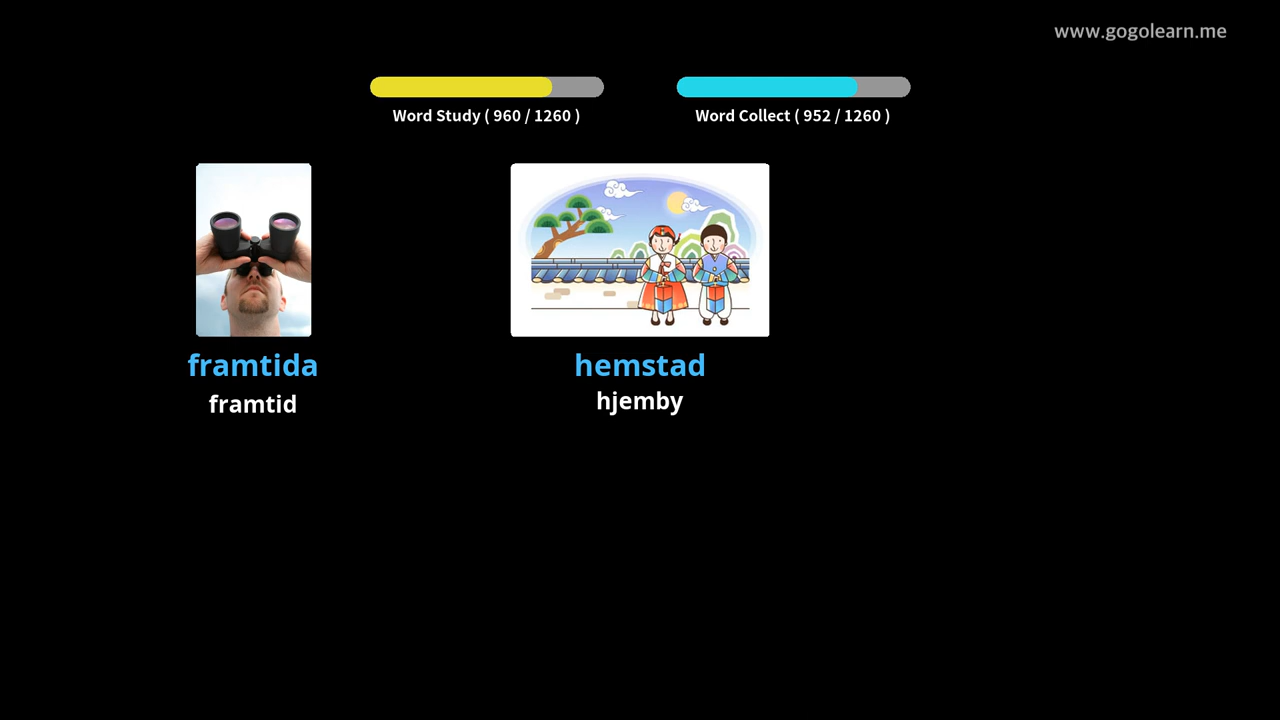 www.gogolearn.me
Word Study ( 960 / 1260 )
Word Collect ( 952 / 1260 )
framtida
framtid
hemstad
hjemby